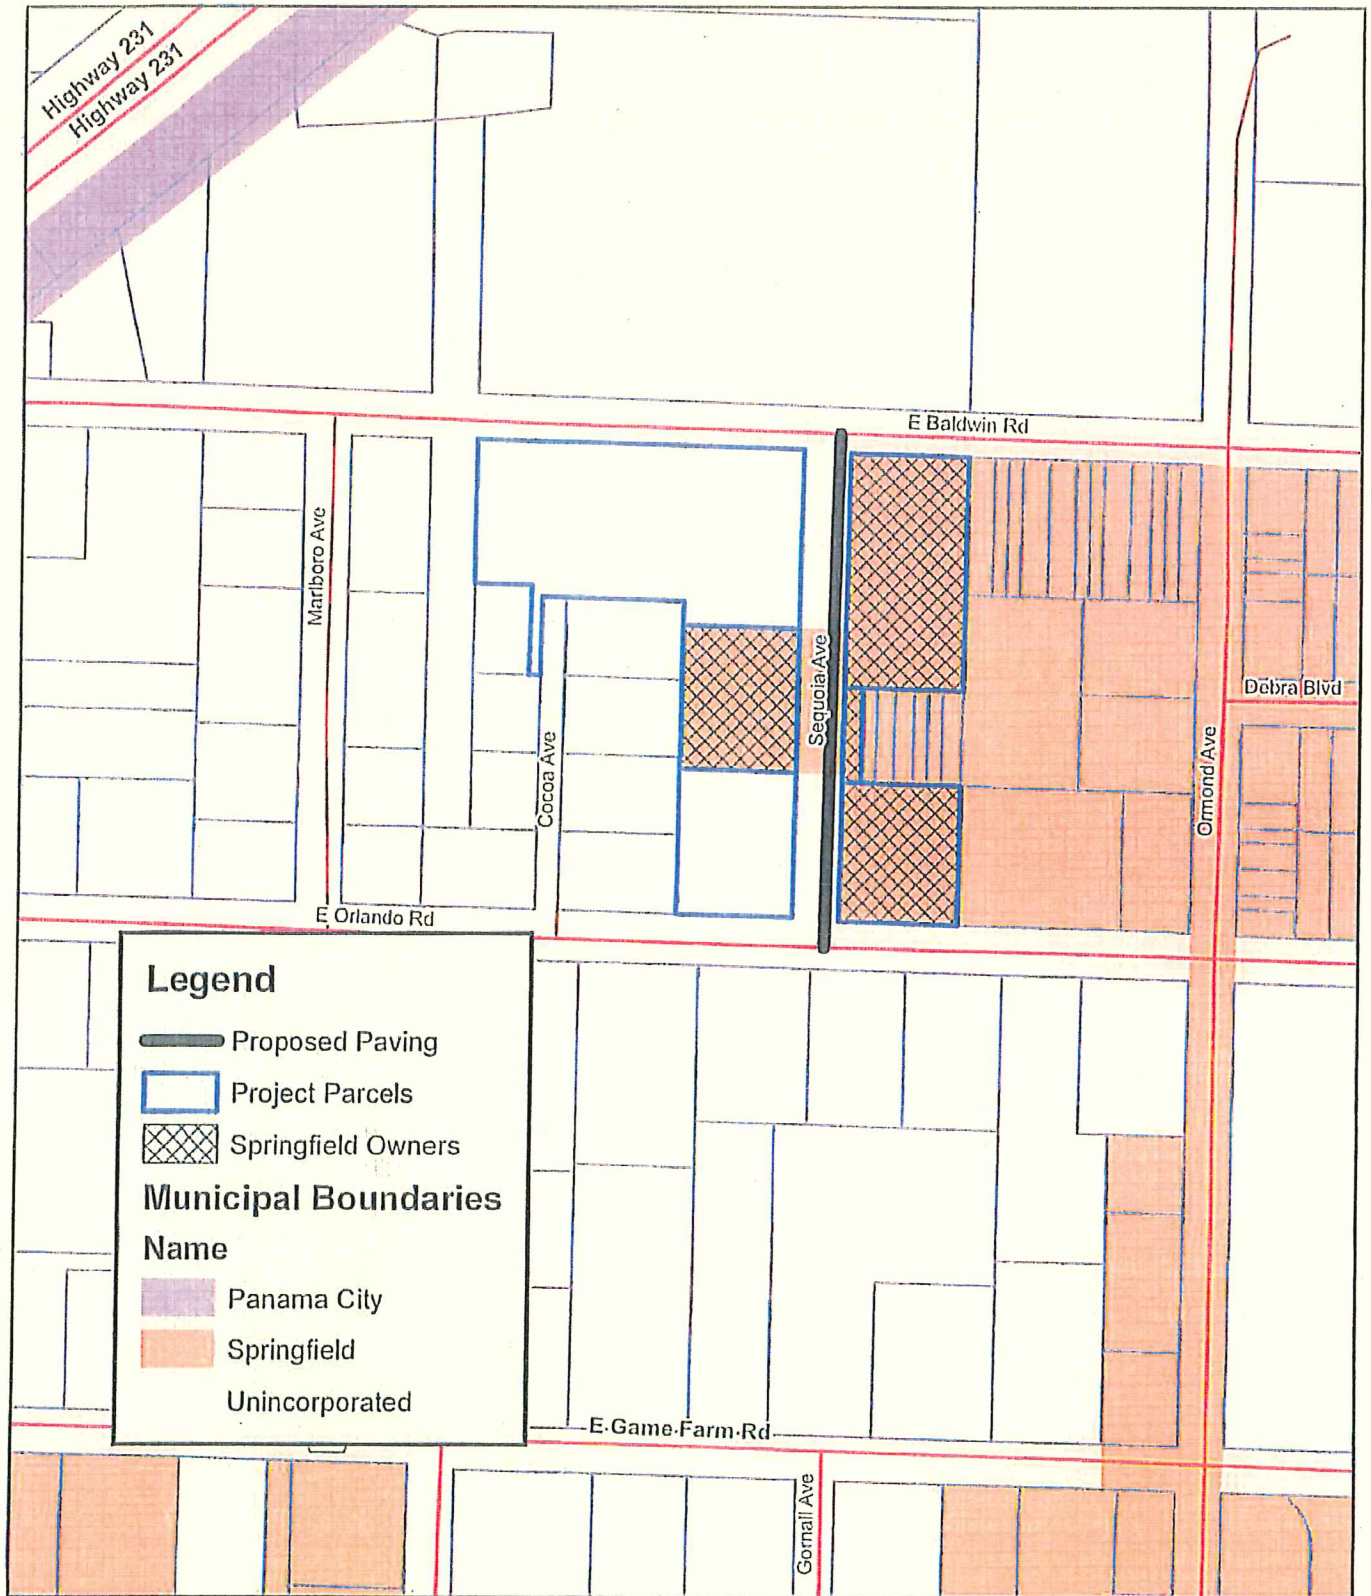 Highway 231
Highway 231
E Baldwin Rd
Marlboro Ave
Sequoia Ave
Debra Blvd
Cocoa Ave
Ormond Ave
E Orlando Rd
Legend
Proposed Paving
Project Parcels
Springfield Owners
Municipal Boundaries
Name
Panama City
Springfield
Unincorporated
E Game Farm Rd
Gornall Ave